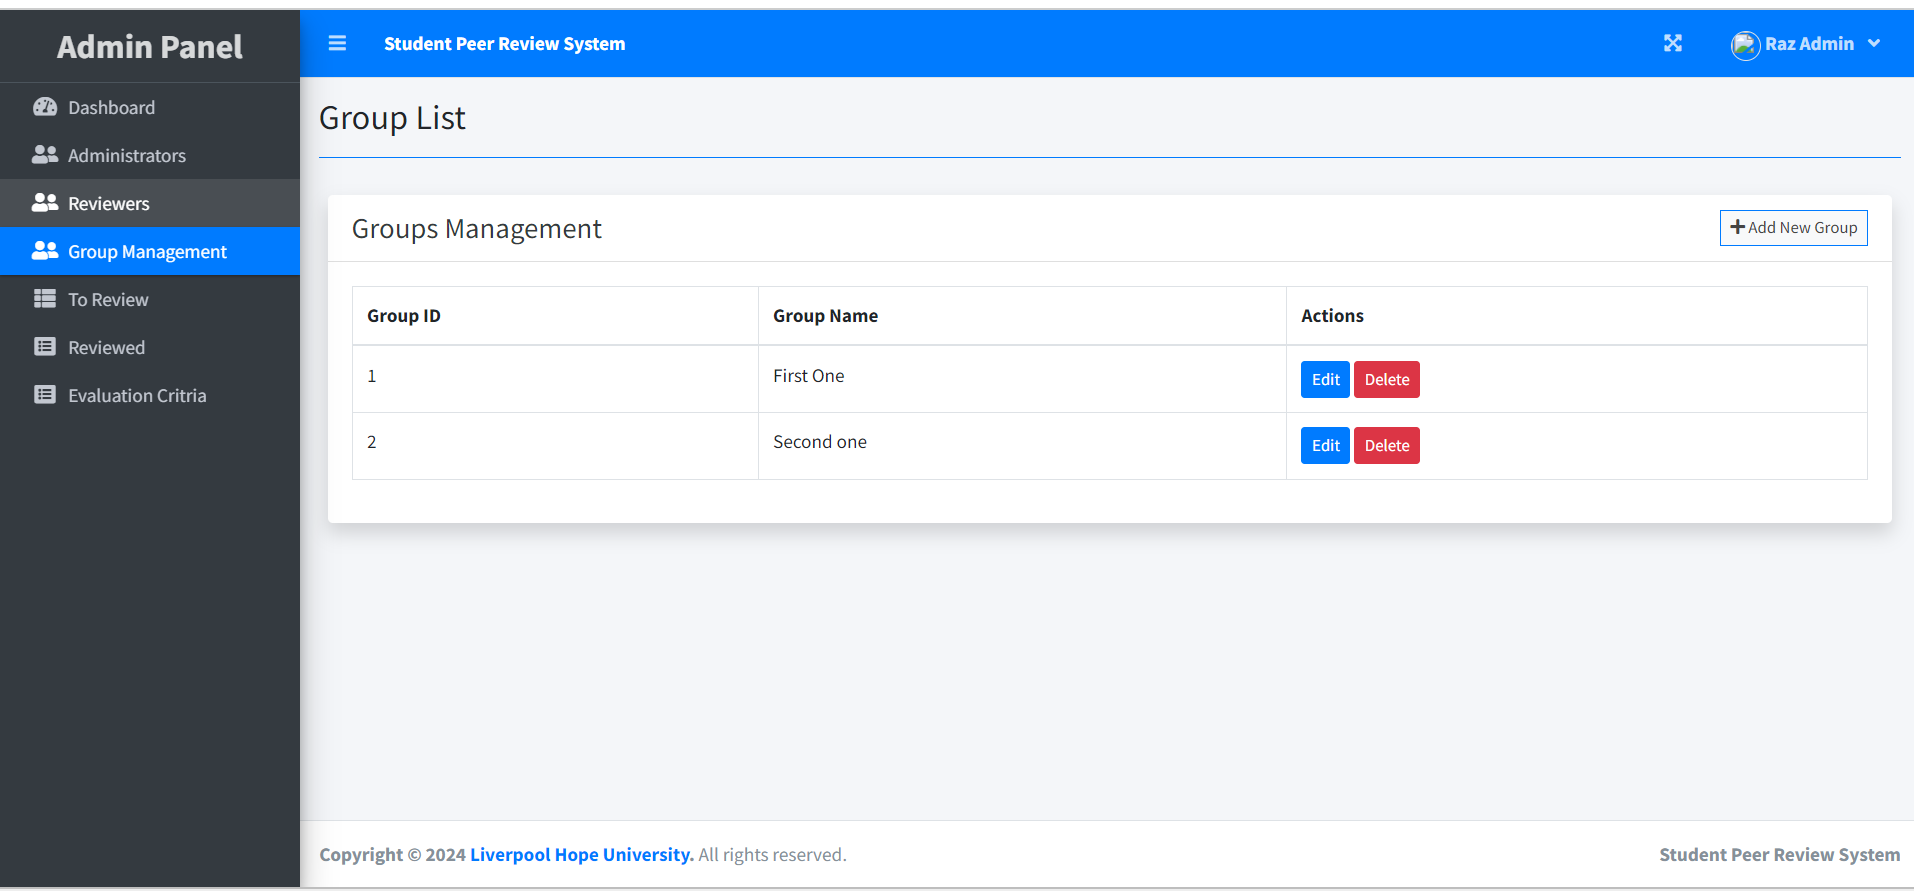 Admin Panel
Student Peer Review System
Raz Admin
Dashboard
Administrators
Reviewers
Group Management
To Review
Reviewed
Evaluation Critria
Group List
Groups Management
Add New Group
Group ID Group Name Actions
1 First One Edit Delete
2 Second one Edit Delete
Copyright © 2024 Liverpool Hope University. All rights reserved.
Student Peer Review System